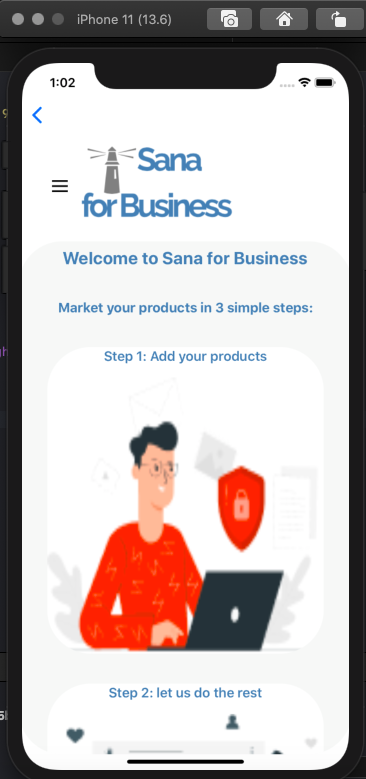 iPhone 11 (13.6)
1:02
Sana
for Business
Welcome to Sana for Business
Market your products in 3 simple steps:
Step 1: Add your products
Step 2: let us do the rest